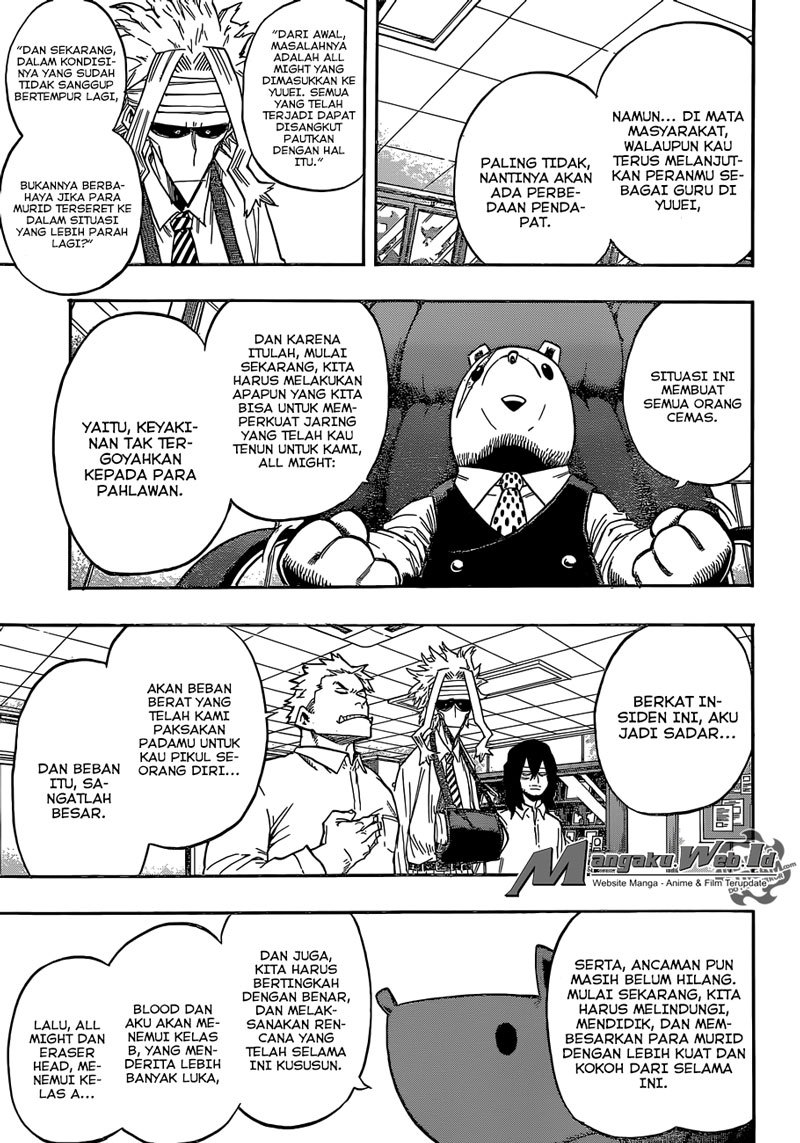 NAMUN... DI MATA
MASYARAKAT,
WALAUPUN KAU
TERUS MELANJUT-
KAN PERANMU SE-
BAGAI GURU DI
YUUEI,
PALING TIDAK,
NANTINYA AKAN
ADA PERBE-
DAAN PENDA-
PAT.
"DARI AWAL,
MASALAHNYA
ADALAH ALL
MIGHT YANG
DIMASUKKAN KE
YUUEI. SEMUA
YANG TELAH
TERJADI DAPAT
DISANGKUT
PAUTKAN
DENGAN HAL
ITU."
"DAN SEKARANG,
DALAM KONDISI-
NYA YANG SUDAH
TIDAK SANGGUP
BERTEMPUR LAGI,
BUKANNYA BERBA-
HAYA JIKA PARA
MURID TERSERET KE
DALAM SITUASI
YANG LEBIH PARAH
LAGI?"
SITUASI INI
MEMBUAT
SEMUA ORANG
CEMAS.
DAN KARENA
ITULAH, MULAI
SEKARANG, KITA
HARUS MELAKUKAN
APAPUN YANG KITA
BISA UNTUK MEM-
PERKUAT JARING
YANG TELAH KAU
TENUN UNTUK KAMI,
ALL MIGHT:
YAITU, KEYAKI-
NAN TAK TER-
GOYAHKAN
KEPADA PARA
PAHLAWAN.
BERKAT IN-
SIDEN INI, AKU
JADI SADAR...
AKAN BEBAN
BERAT YANG
TELAH KAMI
PAKSAKAN
PADAMU UNTUK
KAU PIKUL SE-
ORANG DIRI...
DAN BEBAN
ITU, SA-
NGATLAH
BESAR.
Mangaku Web Id
.com
Website Manga - Anime & Film Terupdate
SERTA, ANCAMAN PUN
MASIH BELUM HILANG.
MULAI SEKARANG, KITA
HARUS MELINDUNGI,
MENDIDIK, DAN MEM-
BESARKAN PARA MURID
DENGAN LEBIH KUAT DAN
KOKOH DARI SELAMA
INI.
DAN JUGA,
KITA HARUS
BERTINGKAH
DENGAN BENAR,
DAN MELAK-
SANAKAN REN-
CANA YANG
TELAH SELAMA
INI KUSUSUN.
BLOOD DAN
AKU AKAN ME-
NEMUI KELAS
B, YANG MEN-
DERITA LEBIH
BANYAK LUKA,
LALU, ALL
MIGHT DAN
ERASER
HEAD, ME-
NEMUI KE-
LAS A...